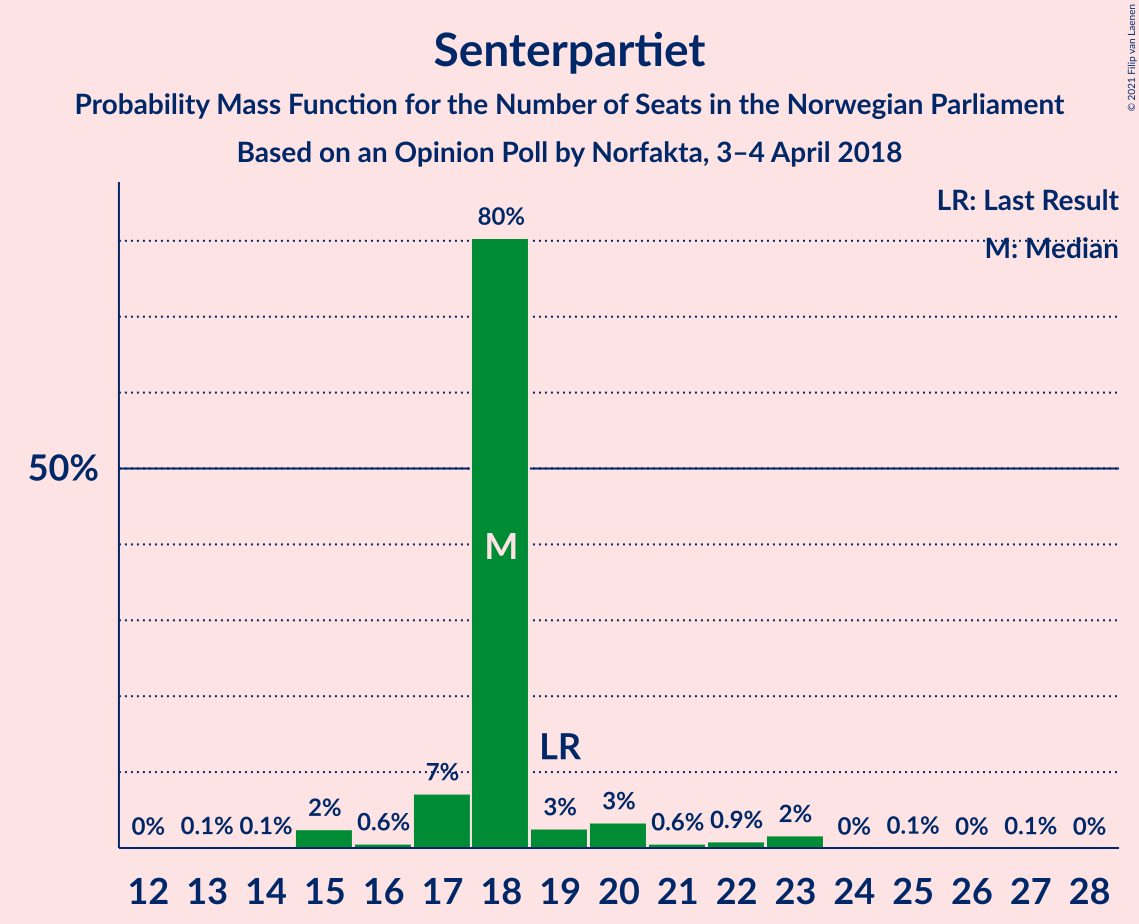 © 2021 Filip van Laenen
Senterpartiet
Probability Mass Function for the Number of Seats in the Norwegian Parliament
Based on an Opinion Poll by Norfakta, 3–4 April 2018
LR: Last Result
M: Median
80%
50%
M
LR
0% 0.1% 0.1% 2% 0.6% 7% 3% 3% 0.6% 0.9% 2% 0% 0.1% 0% 0.1% 0%
12 13 14 15 16 17 18 19 20 21 22 23 24 25 26 27 28